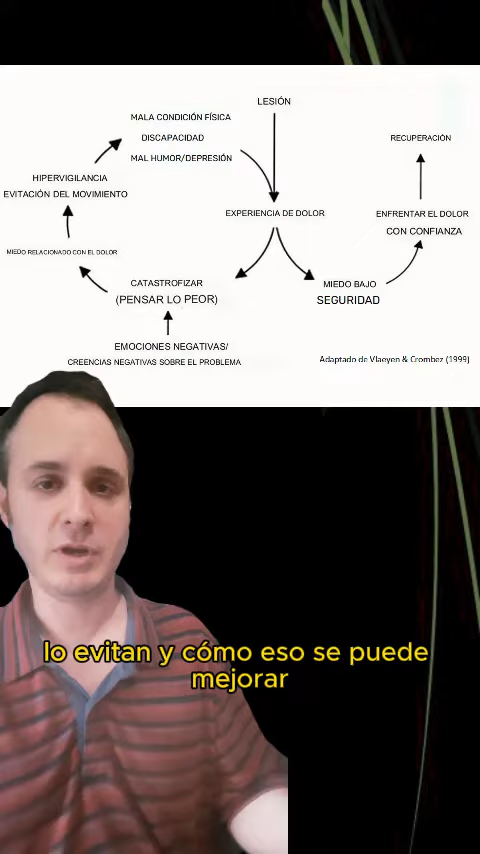 LESIÓN
MALA CONDICIÓN FÍSICA
DISCAPACIDAD
MAL HUMOR/DEPRESIÓN
RECUPERACIÓN
HIPERVIGILANCIA
EVITACIÓN DEL MOVIMIENTO
EXPERIENCIA DE DOLOR
ENFRENTAR EL DOLOR
CON CONFIANZA
MIEDO RELACIONADO CON EL DOLOR
CATASTROFIZAR
(PENSAR LO PEOR)
MIEDO BAJO
SEGURIDAD
EMOCIONES NEGATIVAS/
CREENCIAS NEGATIVAS SOBRE EL PROBLEMA
Adaptado de Vlaeyen & Crombez (1999)
lo evitan y cómo eso se puede
mejorar